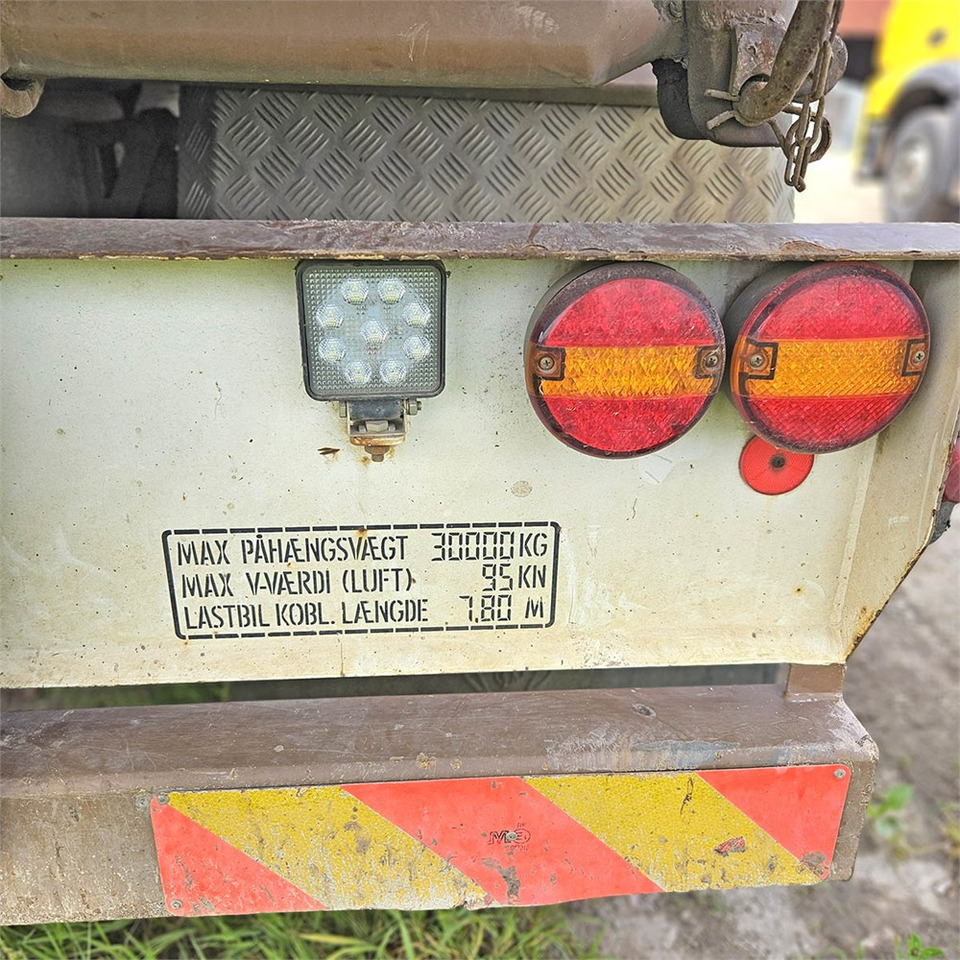 MAX PÅHÆNGSVÆGT 30000 KG
MAX V-VÆRDI (LUFT) 95 KN
LASTBIL KOBL. LÆNGDE 7.80 M